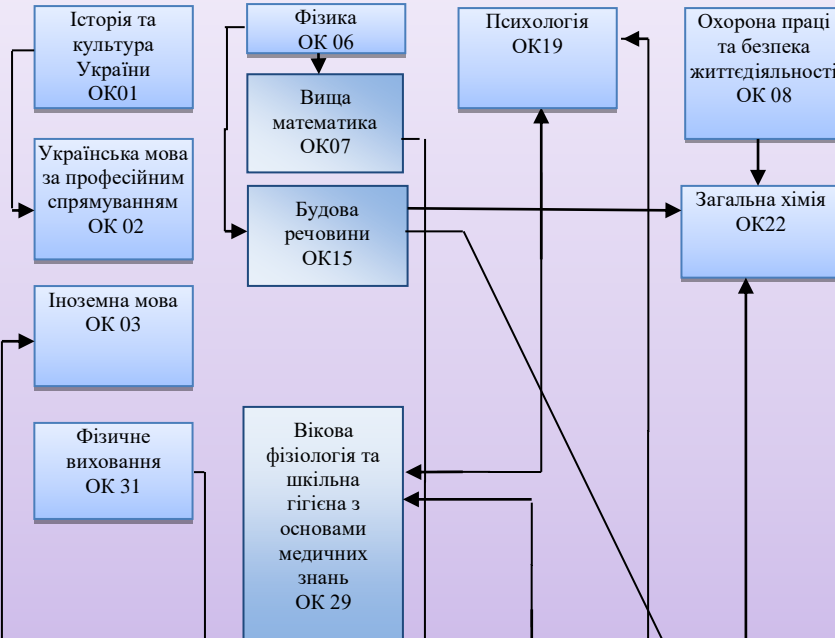 Історія та
культура
України
ОК01
Українська мова
за професійним
спрямуванням
ОК 02
Іноземна мова
ОК 03
Фізичне
виховання
ОК 31
Фізика
ОК 06
Вища
математика
ОК07
Будова
речовини
ОК15
Вікова
фізіологія та
шкільна
гігієна з
основами
медичних
знань
ОК 29
Психологія
ОК19
Охорона праці
та безпека
життєдіяльності
ОК 08
Загальна хімія
ОК22